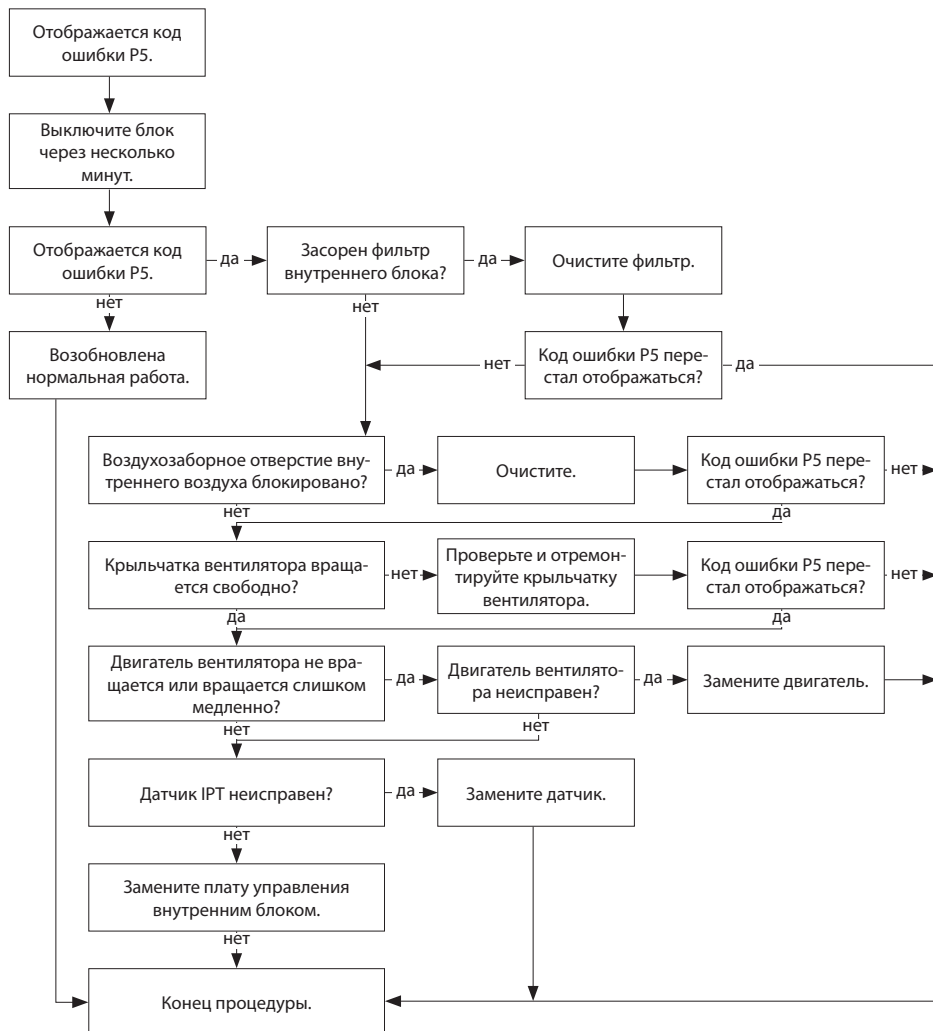 Отображается код
ошибки P5.
Выключите блок
через несколько
минут.
Отображается код
ошибки P5.
да
Засорен фильтр
внутреннего блока?
да
Очистите фильтр.
нет
нет
Возобновлена
нормальная работа.
нет
Код ошибки P5 пере-
стал отображаться?
да
Воздухозаборное отверстие вну-
треннего воздуха блокировано?
да
Очистите.
Код ошибки P5 пере-
стал отображаться?
нет
нет
да
Крыльчатка вентилятора враща-
ется свободно?
нет
Проверьте и отремон-
тируйте крыльчатку
вентилятора.
Код ошибки P5 пере-
стал отображаться?
нет
да
да
Двигатель вентилятора не вра-
щается или вращается слишком
медленно?
да
Двигатель вентилято-
ра неисправен?
да
Замените двигатель.
нет
нет
Датчик IPT неисправен?
да
Замените датчик.
нет
Замените плату управления
внутренним блоком.
нет
Конец процедуры.